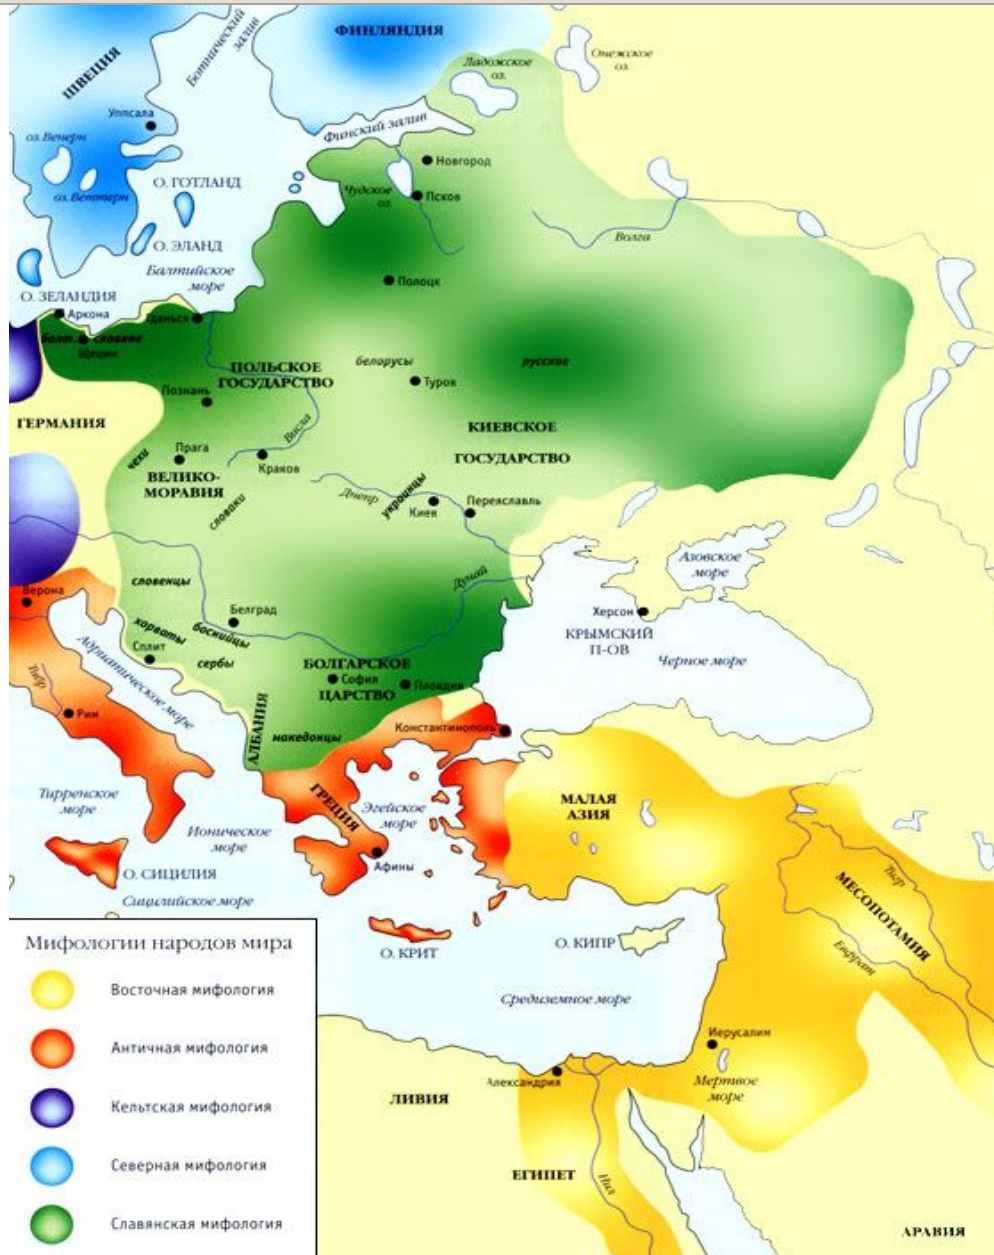 ФИНЛЯНДИЯ
ШВЕЦИЯ
Ботнический
залив
Ладожское
оз.
Онежское
оз.
Уппсала
Финский залив
оз. Венерн
оз. Веттерн
Новгород
О. ГОТЛАНД
Чудское
оз.
Псков
О. ЭЛАНД
Волга
Балтийское
море
Полоцк
О. ЗЕЛАНДИЯ
Аркона
Гданьск
балт. славяне
Щецин
ПОЛЬСКОЕ
ГОСУДАРСТВО
белорусы
русские
Познань
Туров
ГЕРМАНИЯ
Висла
КИЕВСКОЕ
ГОСУДАРСТВО
чехи
Прага
Краков
ВЕЛИКО-
МОРАВИЯ
словаки
Днепр
украинцы
Киев
Переяславль
Азовское
море
словенцы
Дунай
Верона
Белград
Херсон
хорваты
боснийцы
КРЫМСКИЙ
П-ОВ
Сплит
сербы
Черное море
Адриатическое море
БОЛГАРСКОЕ
ЦАРСТВО
София
Пловдив
Тибр
Рим
АЛБАНИЯ
македонцы
Константинополь
Тирренское
море
ГРЕЦИЯ
Эгейское
море
МАЛАЯ
АЗИЯ
Ионическое
море
Афины
Тигр
МЕСОПОТАМИЯ
Евфрат
О. СИЦИЛИЯ
Сицилийское море
О. КРИТ
О. КИПР
Средиземное море
Иерусалим
Мертвое
море
Александрия
ЛИВИЯ
ЕГИПЕТ
Нил
АРАВИЯ
Мифологии народов мира
Восточная мифология
Античная мифология
Кельтская мифология
Северная мифология
Славянская мифология